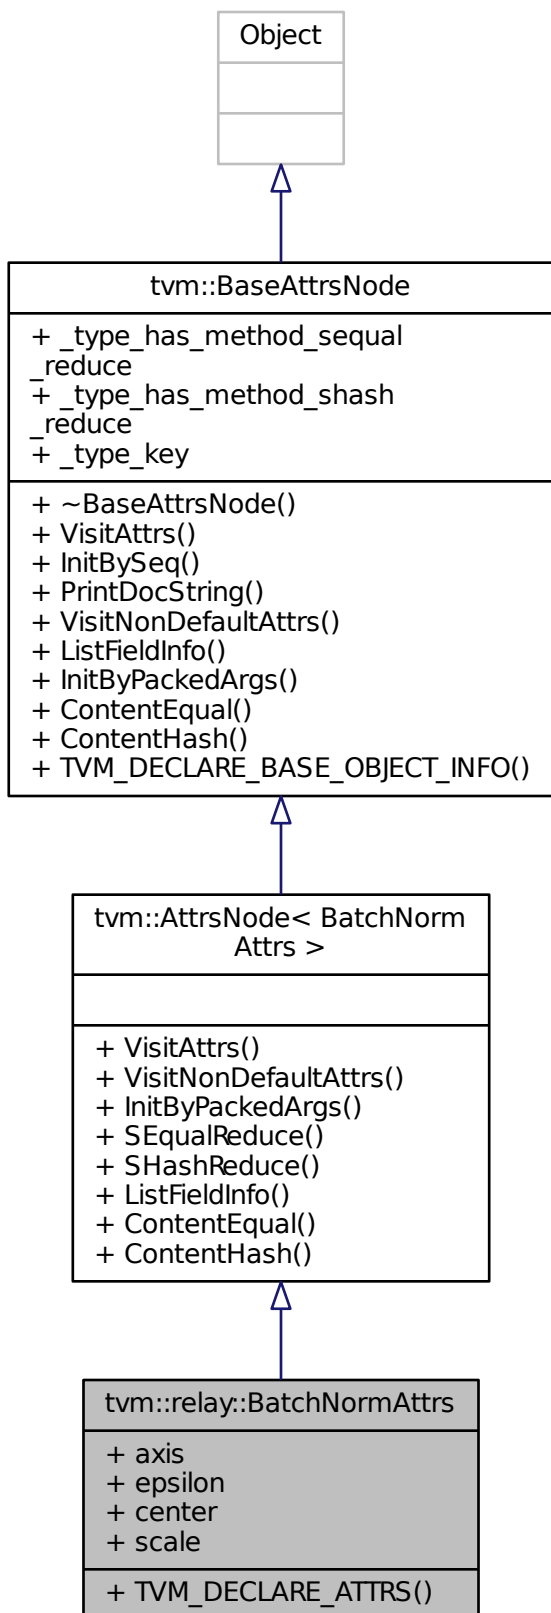 Object
tvm::BaseAttrsNode
+ _type_has_method_sequal
_reduce
+ _type_has_method_shash
_reduce
+ _type_key
+ ~BaseAttrsNode()
+ VisitAttrs()
+ InitBySeq()
+ PrintDocString()
+ VisitNonDefaultAttrs()
+ ListFieldInfo()
+ InitByPackedArgs()
+ ContentEqual()
+ ContentHash()
+ TVM_DECLARE_BASE_OBJECT_INFO()
tvm::AttrsNode< BatchNorm
Attrs >
+ VisitAttrs()
+ VisitNonDefaultAttrs()
+ InitByPackedArgs()
+ SEqualReduce()
+ SHashReduce()
+ ListFieldInfo()
+ ContentEqual()
+ ContentHash()
tvm::relay::BatchNormAttrs
+ axis
+ epsilon
+ center
+ scale
+ TVM_DECLARE_ATTRS()